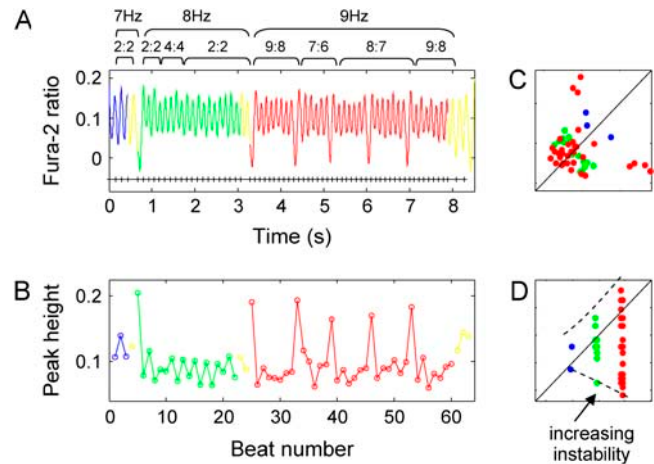 A
7Hz 8Hz 9Hz
2:2 2:2 4:4 2:2 9:8 7:6 8:7 9:8
0.2
0.1
0
Fura-2 ratio
0 1 2 3 4 5 6 7 8
Time (s)
C
B
0.2
0.1
Peak height
0 10 20 30 40 50 60
Beat number
D
increasing
instability